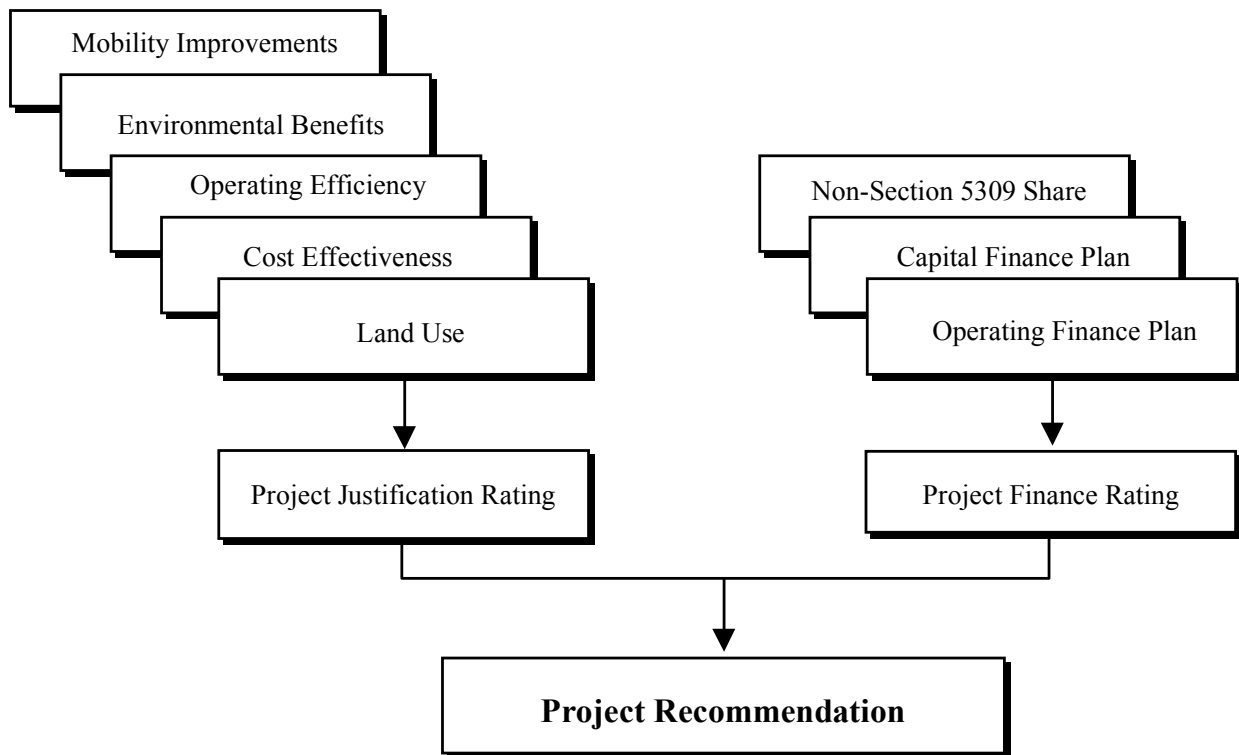 Mobility Improvements
Environmental Benefits
Operating Efficiency
Cost Effectiveness
Land Use
Non-Section 5309 Share
Capital Finance Plan
Operating Finance Plan
Project Justification Rating
Project Finance Rating
Project Recommendation